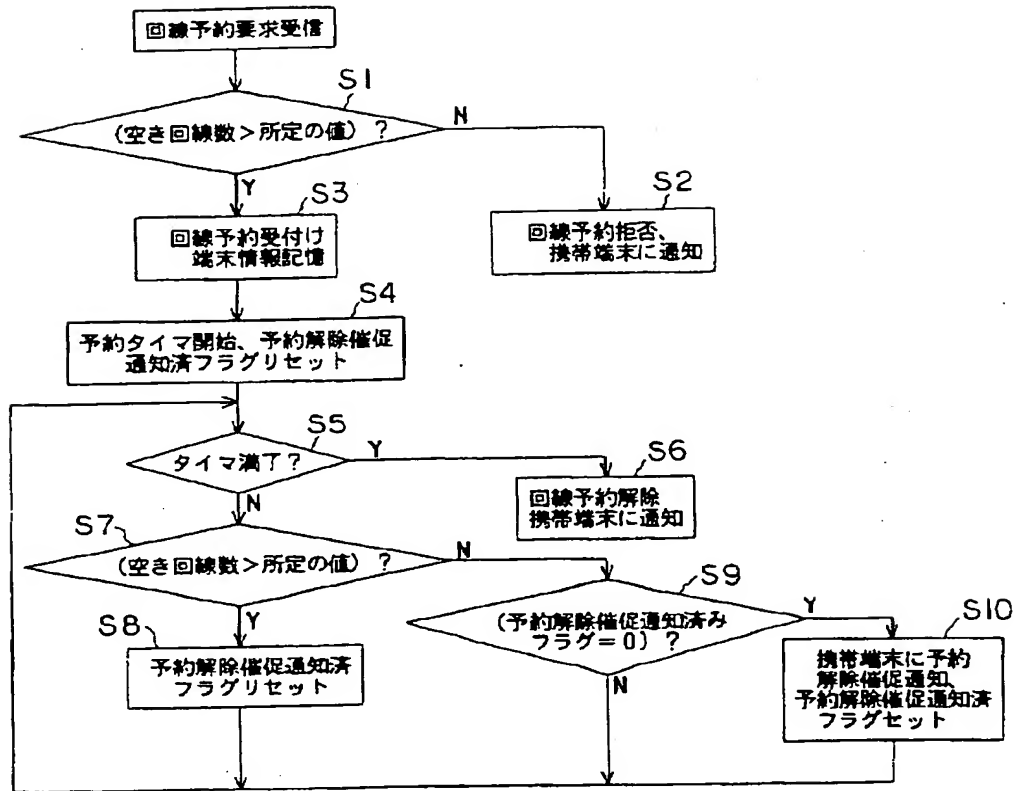 回線予約要求受信
S1
(空き回線数>所定の値) ?
N
Y
S3
回線予約受付け
端末情報記憶
S2
回線予約拒否、
携帯端末に通知
S4
予約タイマ開始、予約解除催促
通知済フラグリセット
S5
タイマ満了?
Y
N
S6
回線予約解除
携帯端末に通知
S7
(空き回線数>所定の値) ?
N
Y
S8
予約解除催促通知済
フラグリセット
S9
(予約解除催促通知済み
フラグ=0) ?
Y
N
S10
携帯端末に予約
解除催促通知、
予約解除催促通知済
フラグセット